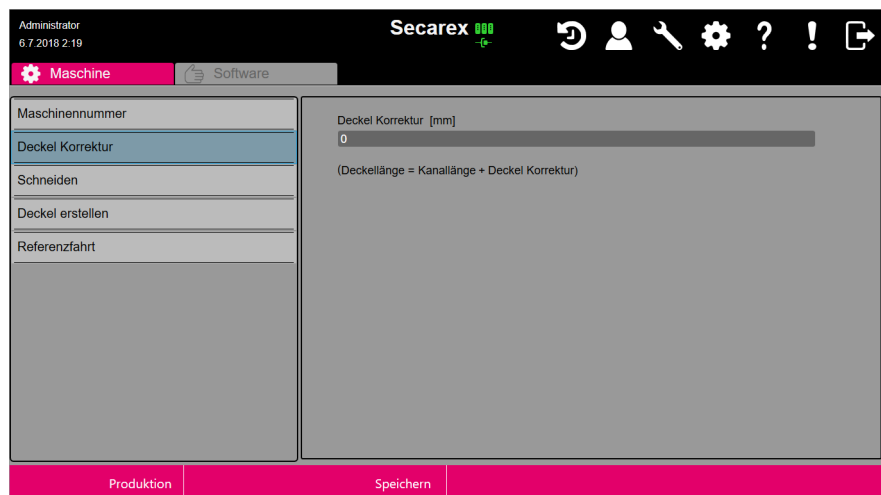 Administrator
6.7.2018 2:19
Secarex
?
!
Maschine
Software
Maschinennummer
Deckel Korrektur
Schneiden
Deckel erstellen
Referenzfahrt
Deckel Korrektur [mm]
0
(Deckellänge = Kanallänge + Deckel Korrektur)
Produktion
Speichern